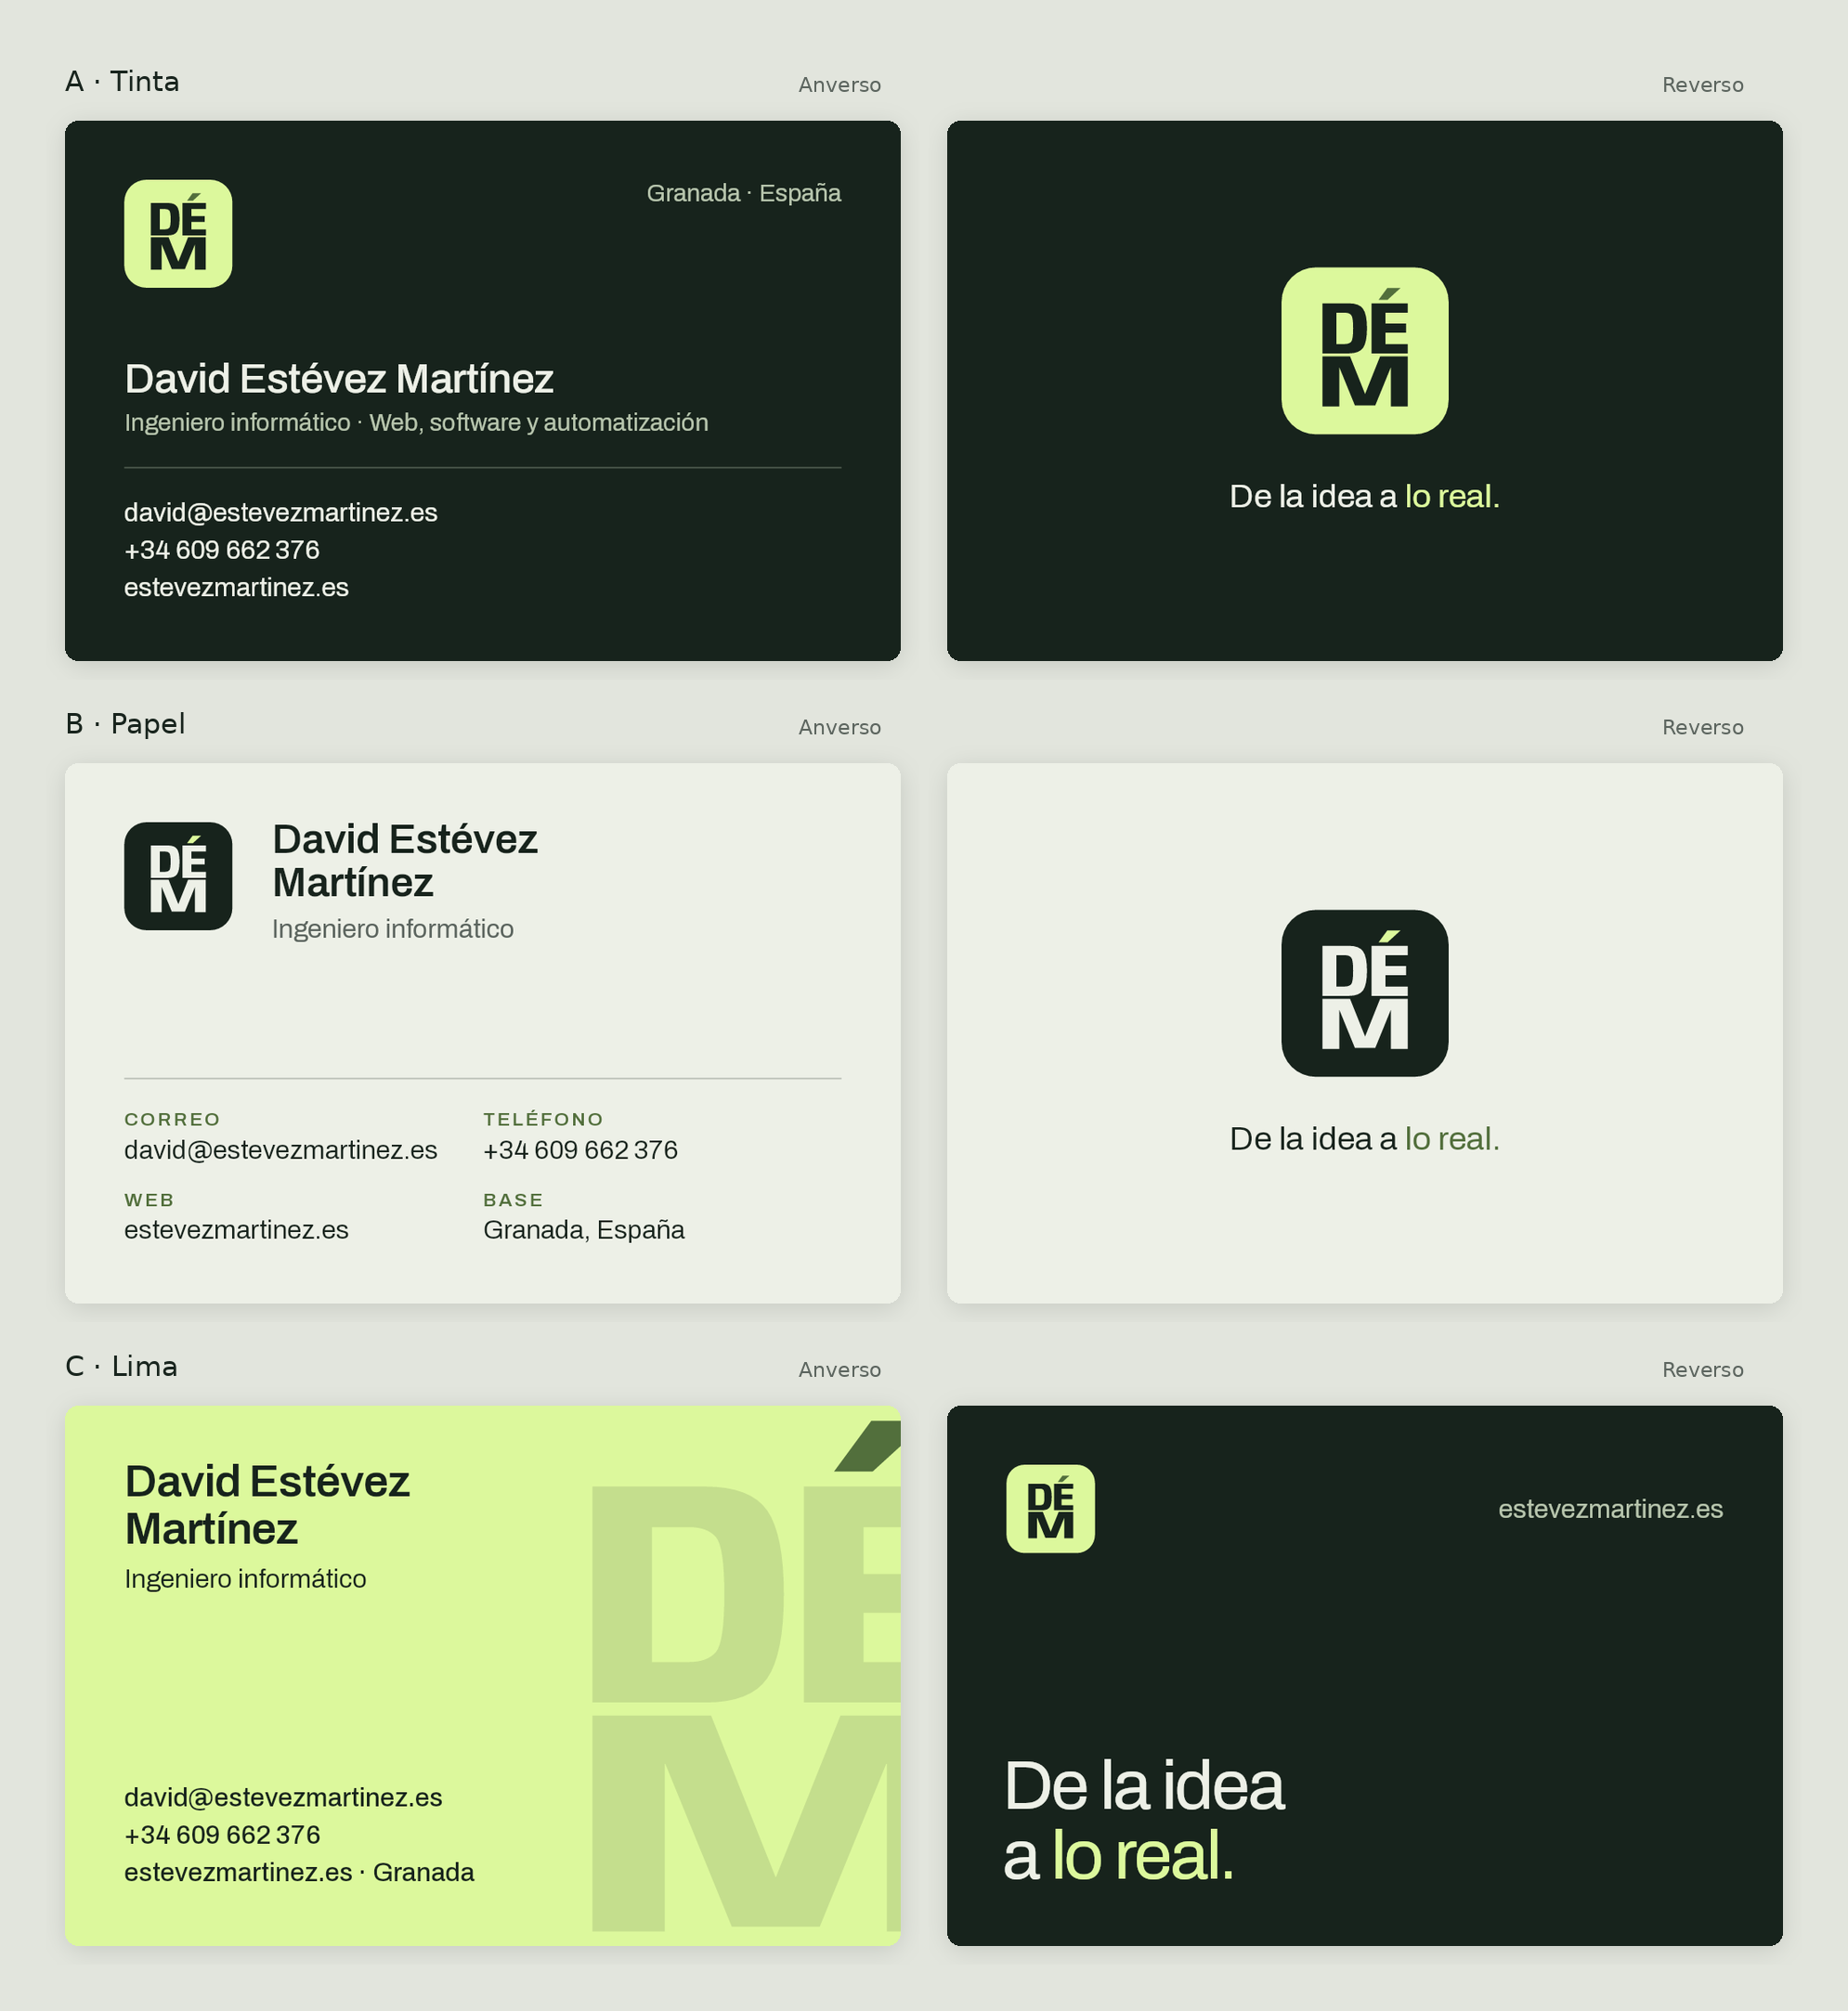 A · Tinta
Anverso
Reverso
DÉ
M
Granada · España
David Estévez Martínez
Ingeniero informático · Web, software y automatización
david@estevezmartinez.es
+34 609 662 376
estevezmartinez.es
DÉ
M
De la idea a lo real.
B · Papel
Anverso
Reverso
DÉ
M
David Estévez
Martínez
Ingeniero informático
CORREO
david@estevezmartinez.es
TELÉFONO
+34 609 662 376
WEB
estevezmartinez.es
BASE
Granada, España
DÉ
M
De la idea a lo real.
C · Lima
Anverso
Reverso
David Estévez
Martínez
Ingeniero informático
david@estevezmartinez.es
+34 609 662 376
estevezmartinez.es · Granada
DÉ
M
DÉ
M
estevezmartinez.es
De la idea
a lo real.